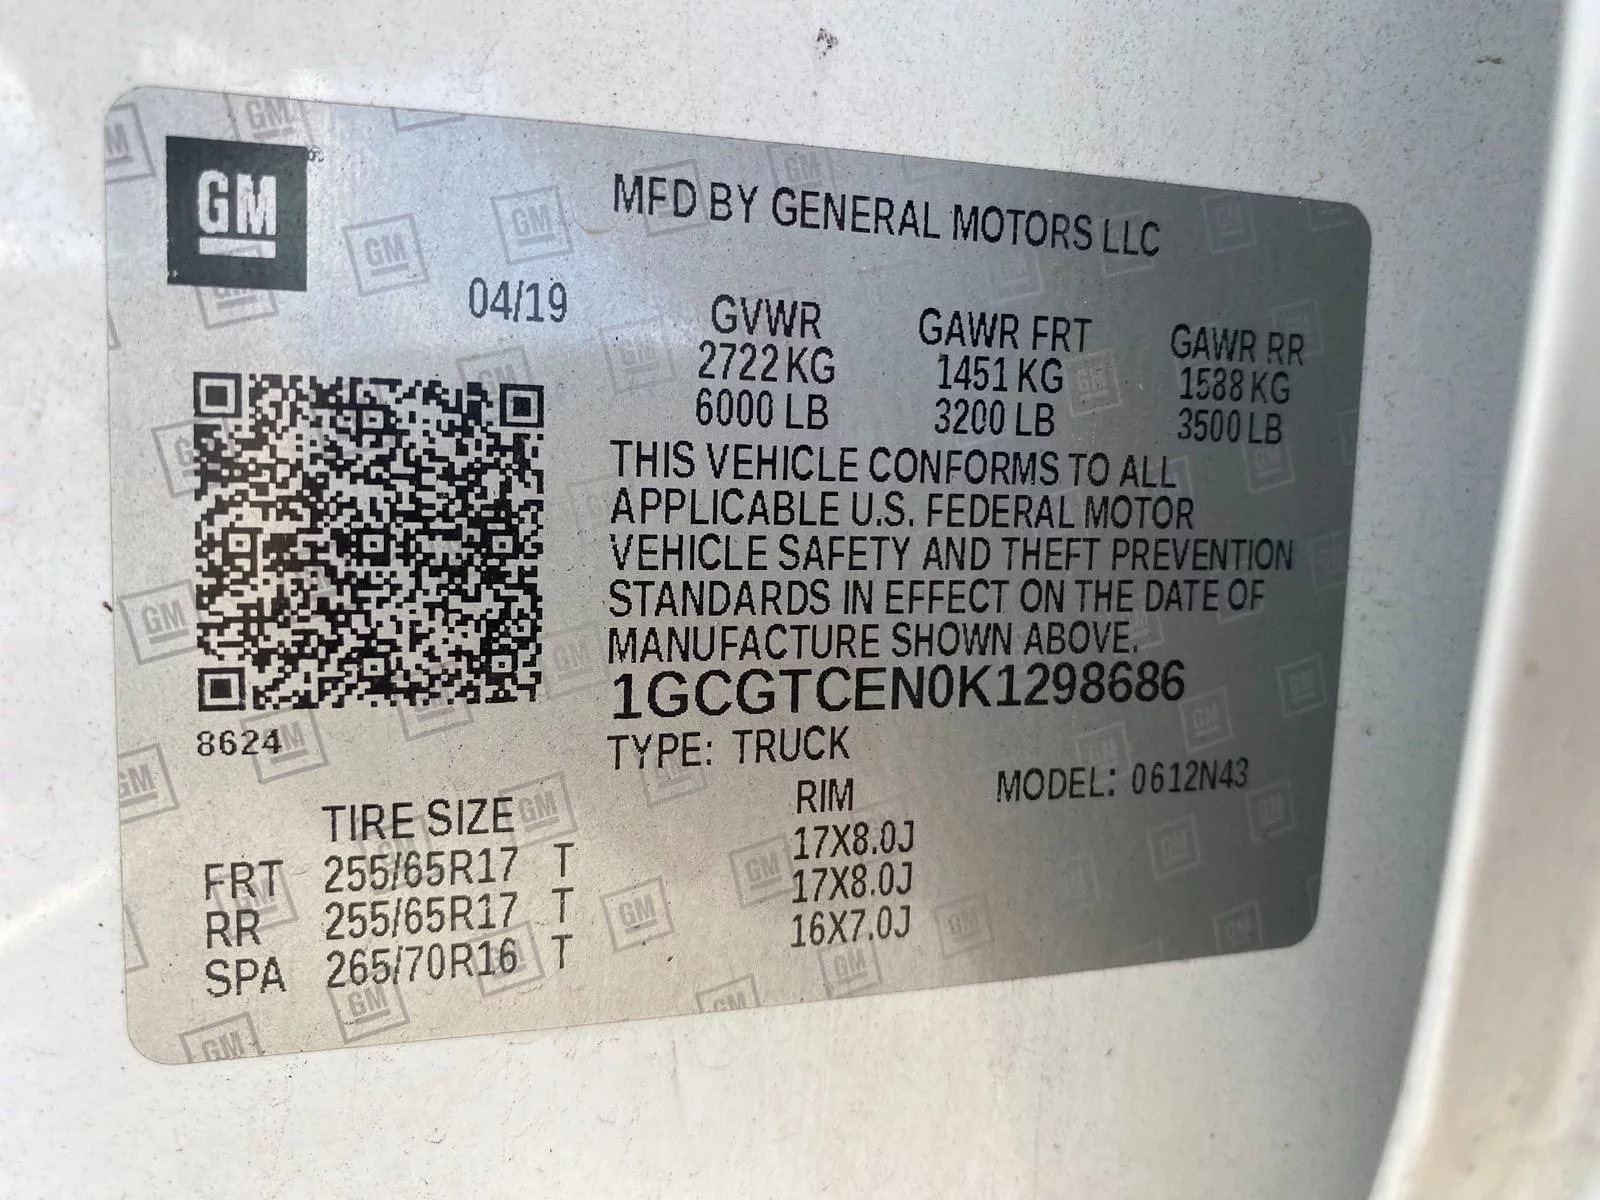 GM
MFD BY GENERAL MOTORS LLC
04/19
GVWR GAWR FRT GAWR RR
2722 KG 1451 KG 1588 KG
6000 LB 3200 LB 3500 LB
THIS VEHICLE CONFORMS TO ALL
APPLICABLE U.S. FEDERAL MOTOR
VEHICLE SAFETY AND THEFT PREVENTION
STANDARDS IN EFFECT ON THE DATE OF
MANUFACTURE SHOWN ABOVE.
1GCGTCEN0K1298686
8624
TYPE: TRUCK MODEL: 0612N43
TIRE SIZE RIM
FRT 255/65R17 T 17X8.0J
RR 255/65R17 T 17X8.0J
SPA 265/70R16 T 16X7.0J